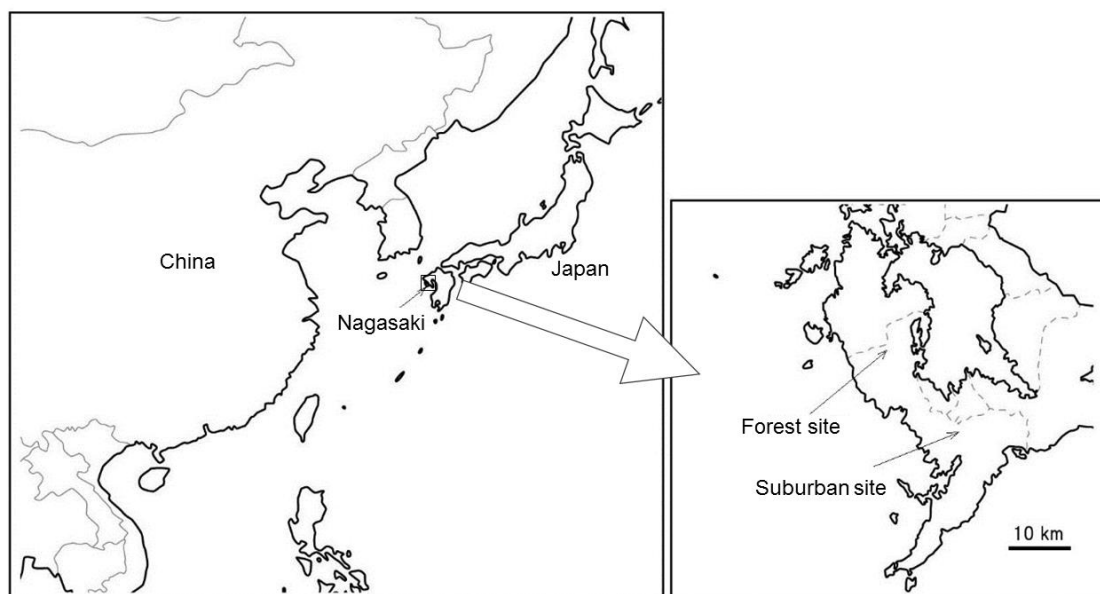 China
Japan
Nagasaki
Forest site
Suburban site
10 km